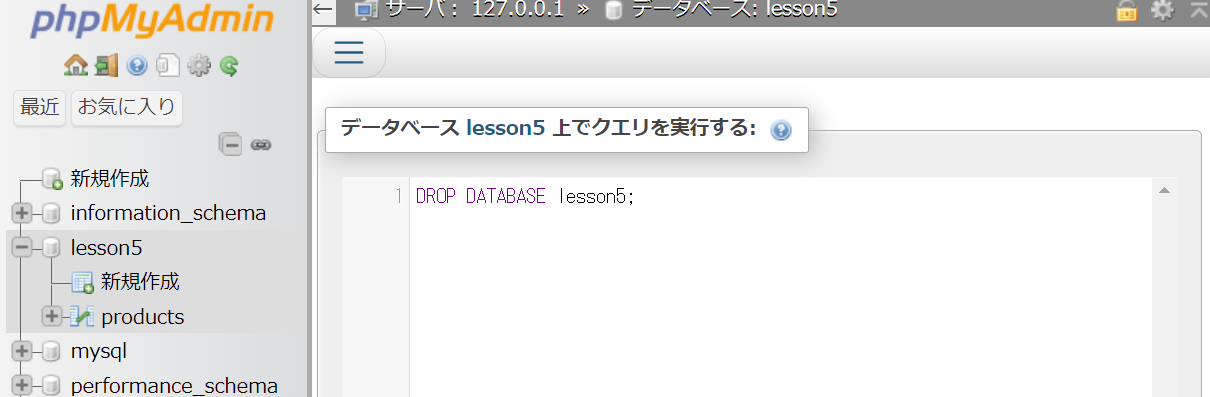 phpMyAdmin
最近 お気に入り
新規作成
information_schema
lesson5
新規作成
products
mysql
performance_schema
← サーバ: 127.0.0.1 » データベース: lesson5
データベース lesson5 上でクエリを実行する:
1 DROP DATABASE lesson5;